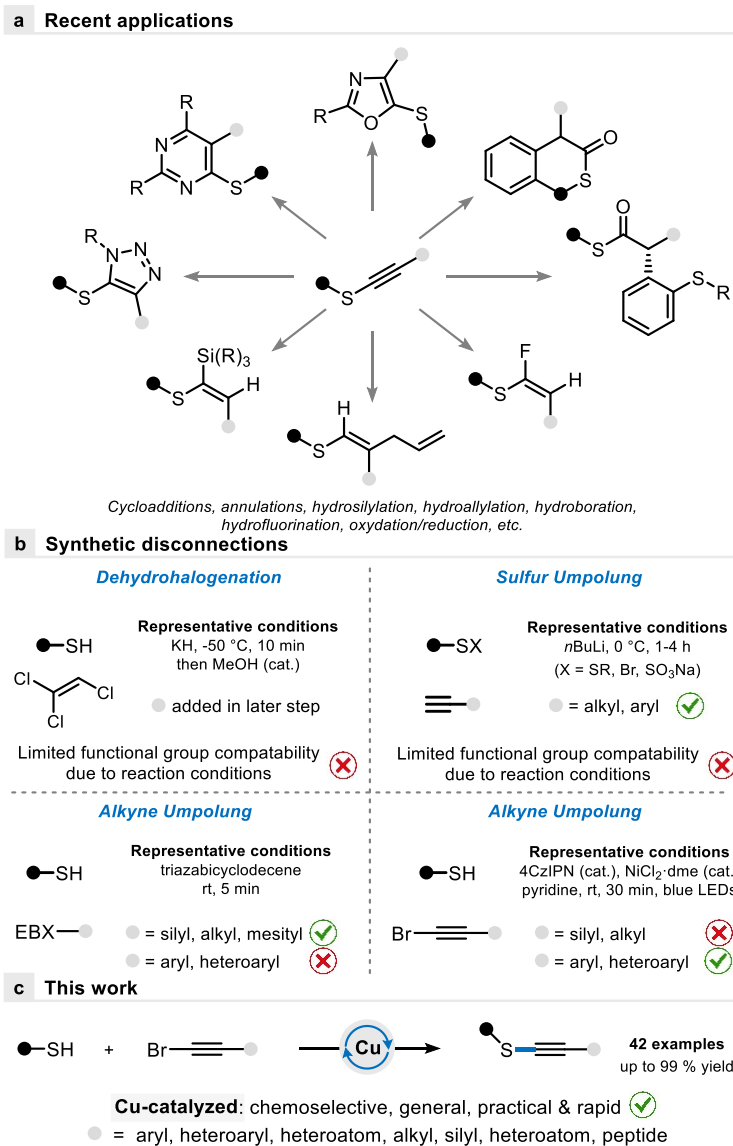 a Recent applications
R
N
R
N
S
N
R
O
S
O
S
R
N
N
N
S
S
O
S
S
R
Si(R)3
S
H
F
S
H
H
S
Cycloadditions, annulations, hydrosilylation, hydroallylation, hydroboration,
hydrofluorination, oxydation/reduction, etc.
b Synthetic disconnections
Dehydrohalogenation
SH
Cl
Cl
Cl
Representative conditions
KH, -50 °C, 10 min
then MeOH (cat.)
added in later step
Limited functional group compatability
due to reaction conditions
Sulfur Umpolung
SX
Representative conditions
nBuLi, 0 °C, 1-4 h
(X = SR, Br, SO3Na)
= alkyl, aryl
Limited functional group compatability
due to reaction conditions
Alkyne Umpolung
SH
Representative conditions
triazabicyclodecene
rt, 5 min
EBX
= silyl, alkyl, mesityl
= aryl, heteroaryl
Alkyne Umpolung
SH
Representative conditions
4CzIPN (cat.), NiCl2·dme (cat.
pyridine, rt, 30 min, blue LEDs
Br
= silyl, alkyl
= aryl, heteroaryl
c This work
SH + Br
Cu
S
42 examples
up to 99 % yield
Cu-catalyzed: chemoselective, general, practical & rapid
= aryl, heteroaryl, heteroatom, alkyl, silyl, heteroatom, peptide